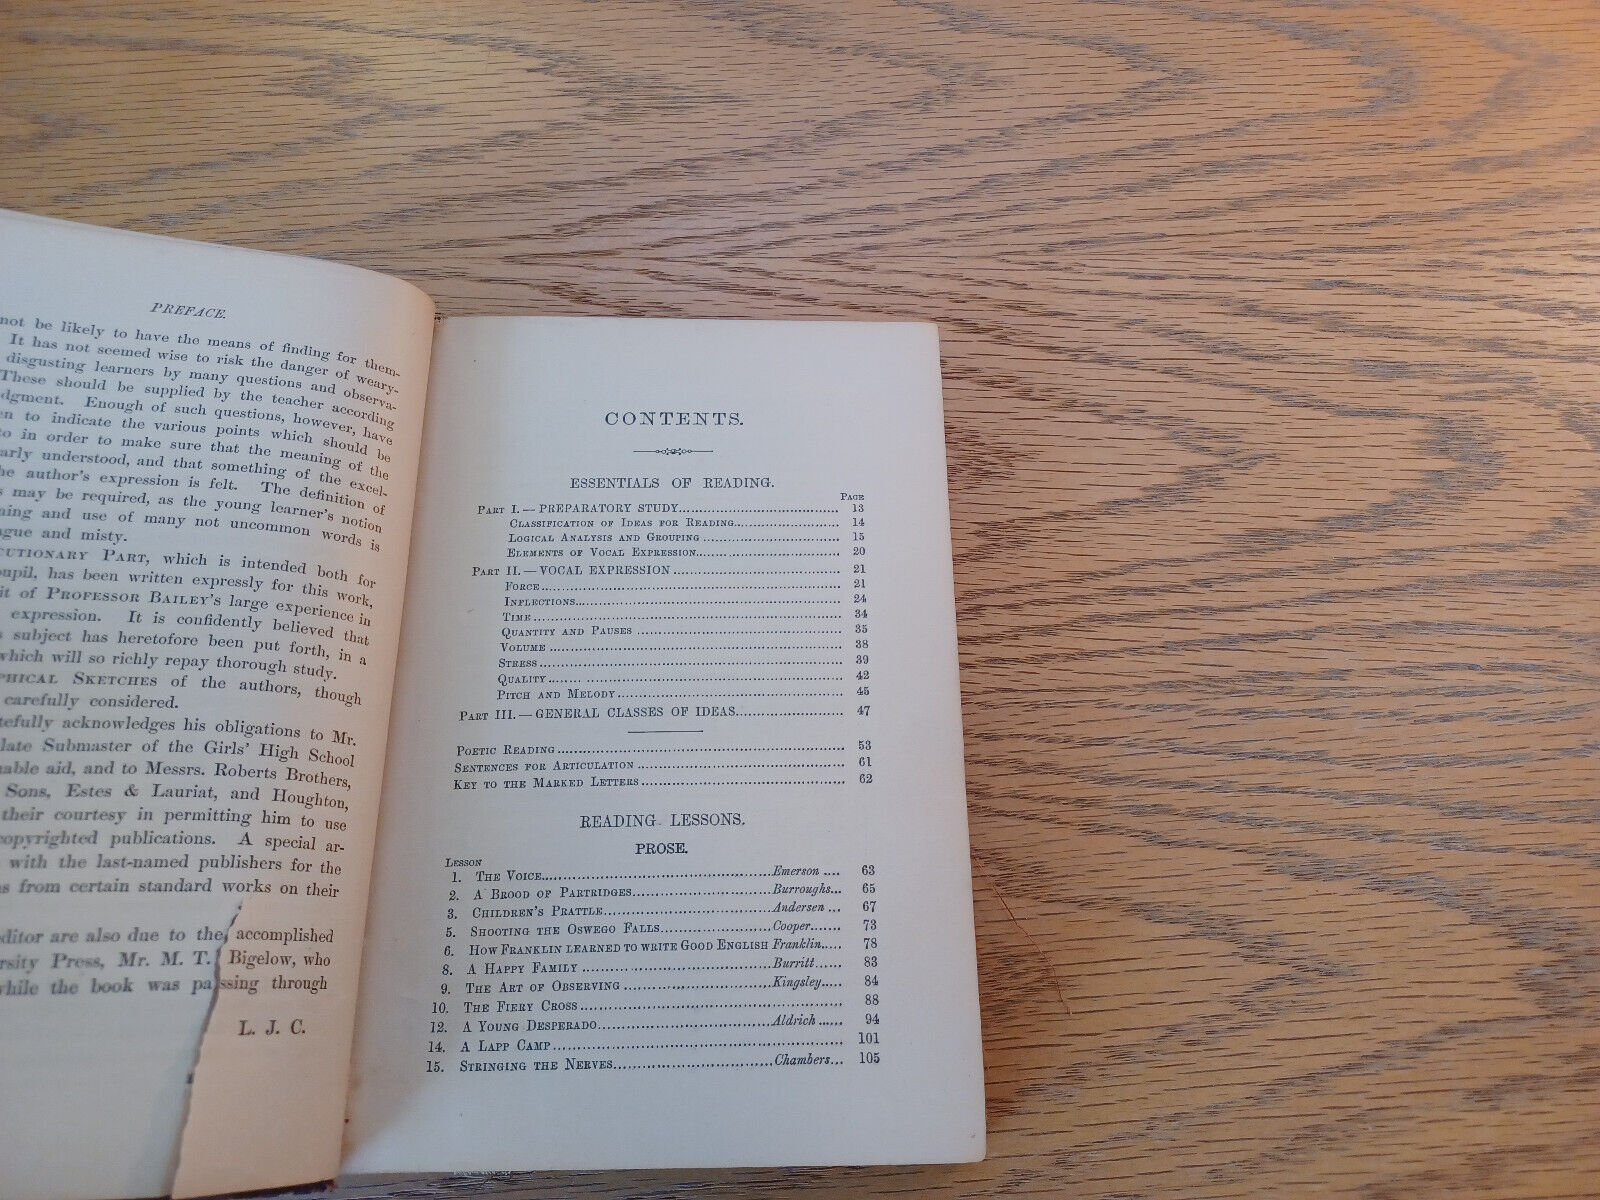 PREFACE.
not be likely to have the means of finding for them-
It has not seemed wise to risk the danger of weary-
disgusting learners by many questions and observa-
These should be supplied by the teacher according
dgment. Enough of such questions, however, have
en to indicate the various points which should be
to in order to make sure that the meaning of the
arly understood, and that something of the excel-
he author's expression is felt. The definition of
s may be required, as the young learner's notion
ning and use of many not uncommon words is
gue and misty.
CUTIONARY PART, which is intended both for
pupil, has been written expressly for this work,
it of PROFESSOR BAILEY'S large experience in
expression. It is confidently believed that
s subject has heretofore been put forth, in a
which will so richly repay thorough study.
PHICAL SKETCHES of the authors, though
carefully considered.
tefully acknowledges his obligations to Mr.
late Submaster of the Girls' High School
nable aid, and to Messrs. Roberts Brothers,
Sons, Estes & Lauriat, and Houghton,
their courtesy in permitting him to use
copyrighted publications. A special ar-
with the last-named publishers for the
s from certain standard works on their
ditor are also due to the accomplished
rsity Press, Mr. M. T. Bigelow, who
while the book was passing through
L. J. C.
CONTENTS.
ESSENTIALS OF READING.
PAGE
PART I. — PREPARATORY STUDY 13
CLASSIFICATION OF IDEAS FOR READING 14
LOGICAL ANALYSIS AND GROUPING 15
ELEMENTS OF VOCAL EXPRESSION 20
PART II. — VOCAL EXPRESSION 21
FORCE 21
INFLECTIONS 24
TIME 34
QUANTITY AND PAUSES 35
VOLUME 38
STRESS 39
QUALITY 42
PITCH AND MELODY 45
PART III. — GENERAL CLASSES OF IDEAS 47
POETIC READING 53
SENTENCES FOR ARTICULATION 61
KEY TO THE MARKED LETTERS 62
READING LESSONS.
PROSE.
LESSON
1. THE VOICE Emerson 63
2. A BROOD OF PARTRIDGES Burroughs 65
3. CHILDREN'S PRATTLE Andersen 67
5. SHOOTING THE OSWEGO FALLS Cooper 73
6. HOW FRANKLIN LEARNED TO WRITE GOOD ENGLISH Franklin 78
8. A HAPPY FAMILY Burritt 83
9. THE ART OF OBSERVING Kingsley 84
10. THE FIERY CROSS 88
12. A YOUNG DESPERADO Aldrich 94
14. A LAPP CAMP 101
15. STRINGING THE NERVES Chambers 105